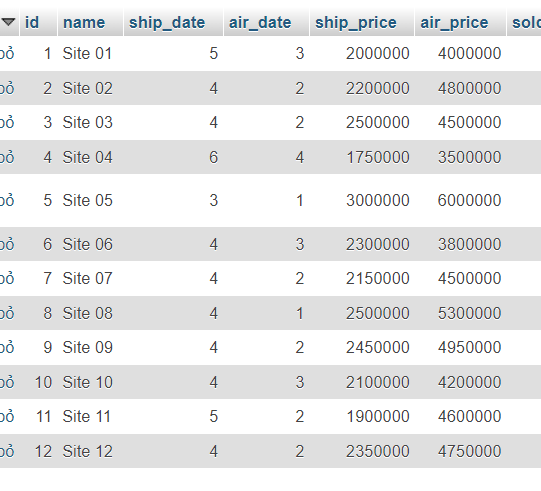 id name ship_date air_date ship_price air_price
1 Site 01 5 3 2000000 4000000
2 Site 02 4 2 2200000 4800000
3 Site 03 4 2 2500000 4500000
4 Site 04 6 4 1750000 3500000
5 Site 05 3 1 3000000 6000000
6 Site 06 4 3 2300000 3800000
7 Site 07 4 2 2150000 4500000
8 Site 08 4 1 2500000 5300000
9 Site 09 4 2 2450000 4950000
10 Site 10 4 3 2100000 4200000
11 Site 11 5 2 1900000 4600000
12 Site 12 4 2 2350000 4750000